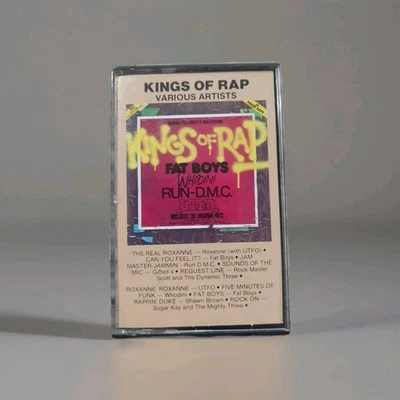 KINGS OF RAP
VARIOUS ARTISTS
KINGS OF RAP
FAT BOYS
WHODINI
RUN-D.M.C.
U.T.F.O.
INCLUDES THE ORIGINAL HITS
THE REAL ROXANNE — Roxanne (with UTFO) •
CAN YOU FEEL IT? — Fat Boys • JAM
MASTER-JAMMIN' – Run D.M.C. • SOUNDS OF THE
MIC — Gifted 4 • REGUEST LINE — Rock Master
Scott and The Dynamic Three •
ROXANNE, ROXANNE — UTFO • FIVE MINUTES OF
FUNK — Whodini • FAT BOYS — Fat Boys •
RAPPIN' DUKE — Shawn Brown • ROCK ON —
Sugar Kay and The Mighty Three •